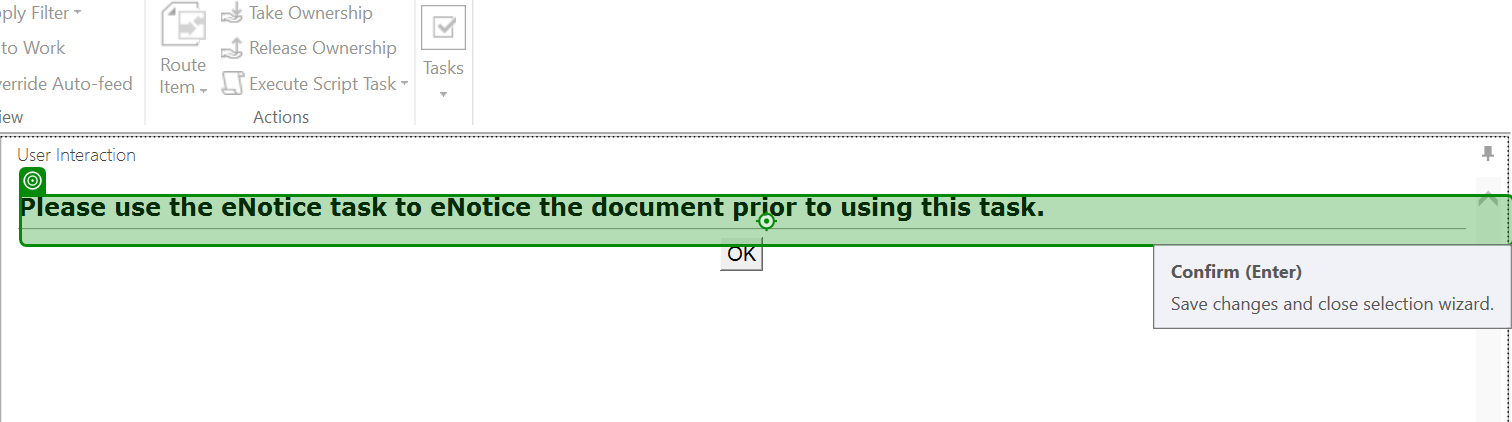 ply Filter
to Work
erride Auto-feed
iew
Route
Item
Take Ownership
Release Ownership
Execute Script Task
Actions
Tasks
User Interaction
Please use the eNotice task to eNotice the document prior to using this task.
OK
Confirm (Enter)
Save changes and close selection wizard.